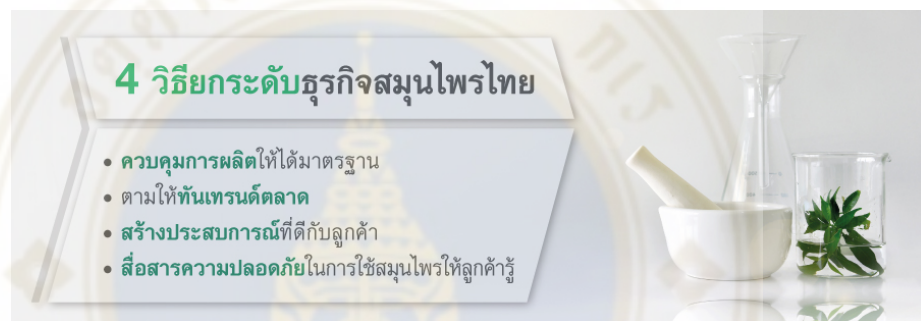 4 วิธียกระดับธุรกิจสมุนไพรไทย
• ควบคุมการผลิตให้ได้มาตรฐาน
• ตามให้ทันเทรนด์ตลาด
• สร้างประสบการณ์ที่ดีกับลูกค้า
• สื่อสารความปลอดภัยในการใช้สมุนไพรให้ลูกค้ารู้